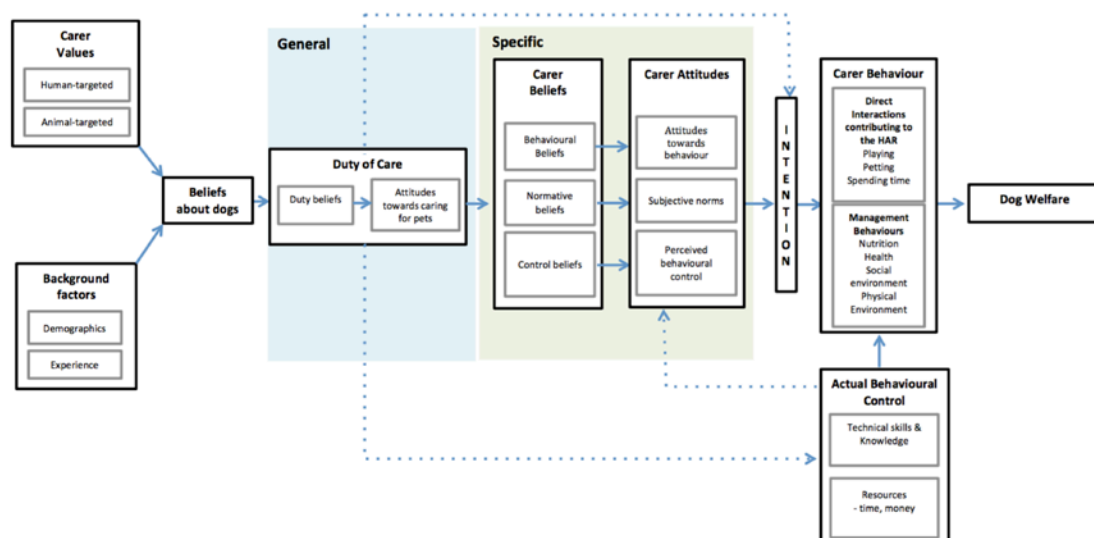 Carer
Values
Human-targeted
Animal-targeted
Beliefs
about dogs
Background
factors
Demographics
Experience
General
Duty of Care
Duty beliefs
Attitudes
towards caring
for pets
Specific
Carer
Beliefs
Behavioural
Beliefs
Normative
beliefs
Control beliefs
Carer Attitudes
Attitudes
towards
behaviour
Subjective norms
Perceived
behavioural
control
INTENTION
Carer Behaviour
Direct
Interactions
contributing to
the HAR
Playing
Petting
Spending time
Management
Behaviours
Nutrition
Health
Social
environment
Physical
Environment
Dog Welfare
Actual Behavioural
Control
Technical skills &
Knowledge
Resources
- time, money